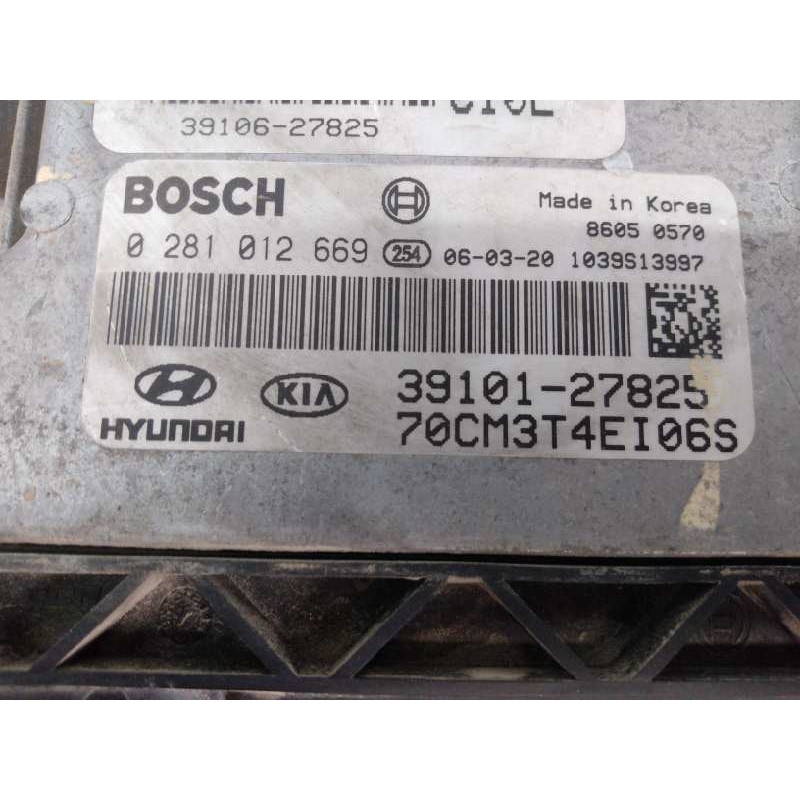 39106-27825
BOSCH
Made in Korea
8605 0570
0 281 012 669 254 06-03-20 1039S13997
HYUNDAI
KIA
39101-27825
70CM3T4EI06S